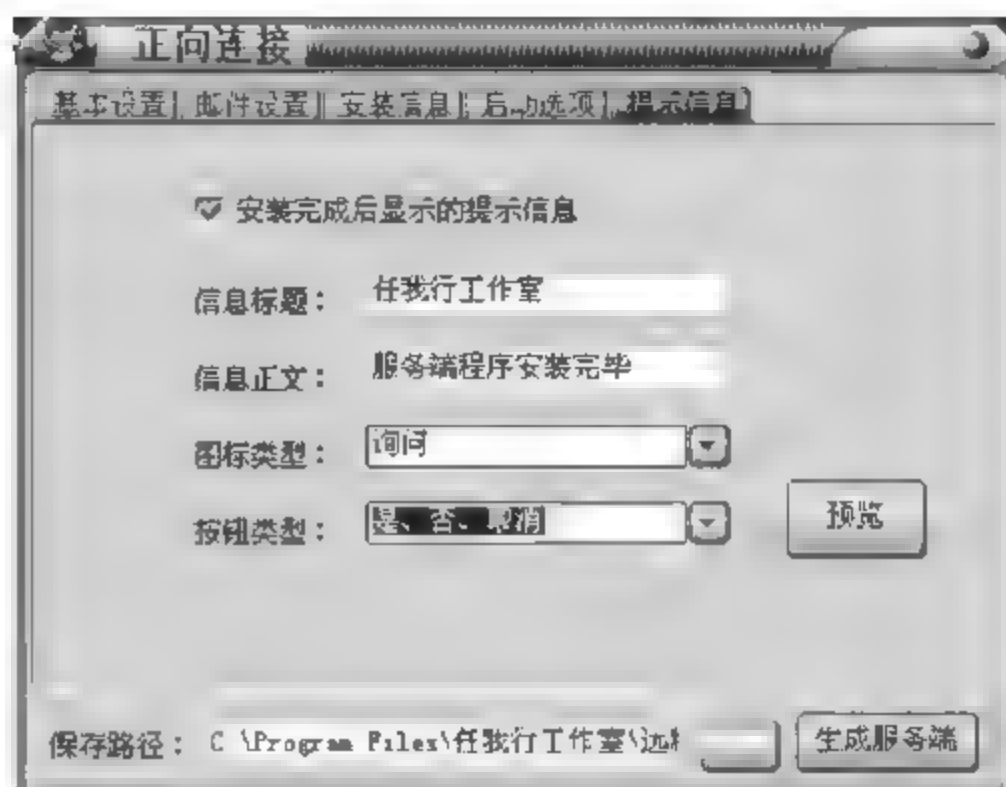 正向连接
基本设置 邮件设置 安装信息 启动选项 提示信息
安装完成后显示的提示信息
信息标题： 任我行工作室
信息正文： 服务端程序安装完毕
图标类型： 询问
按钮类型： 是、否、取消
预览
保存路径： C \Program Files\任我行工作室\远
生成服务端